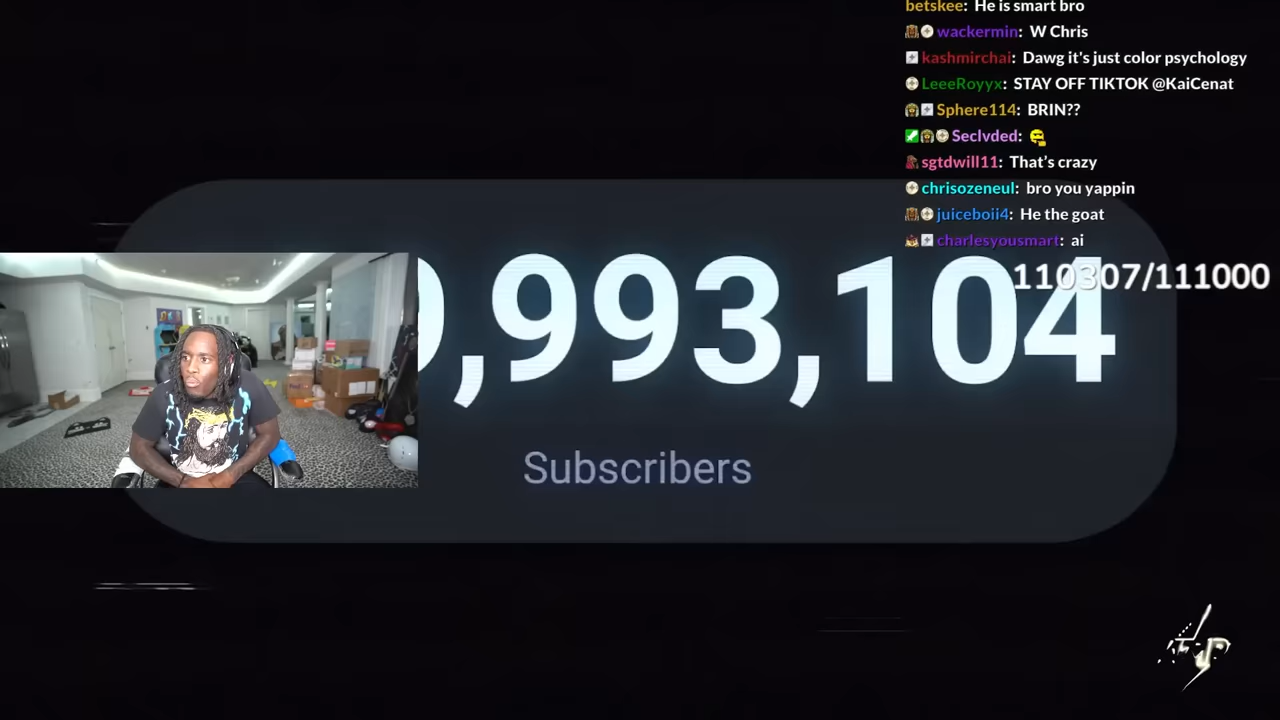 betskee: He is smart bro
wackermin: W Chris
kashmirchai: Dawg it's just color psychology
LeeeRoyyx: STAY OFF TIKTOK @KaiCenat
Sphere114: BRIN??
Seclvded:
sgtdwill11: That's crazy
chrisozeneul: bro you yappin
juiceboii4: He the goat
charlesyousmart: ai
110307/111000
,993,104
Subscribers